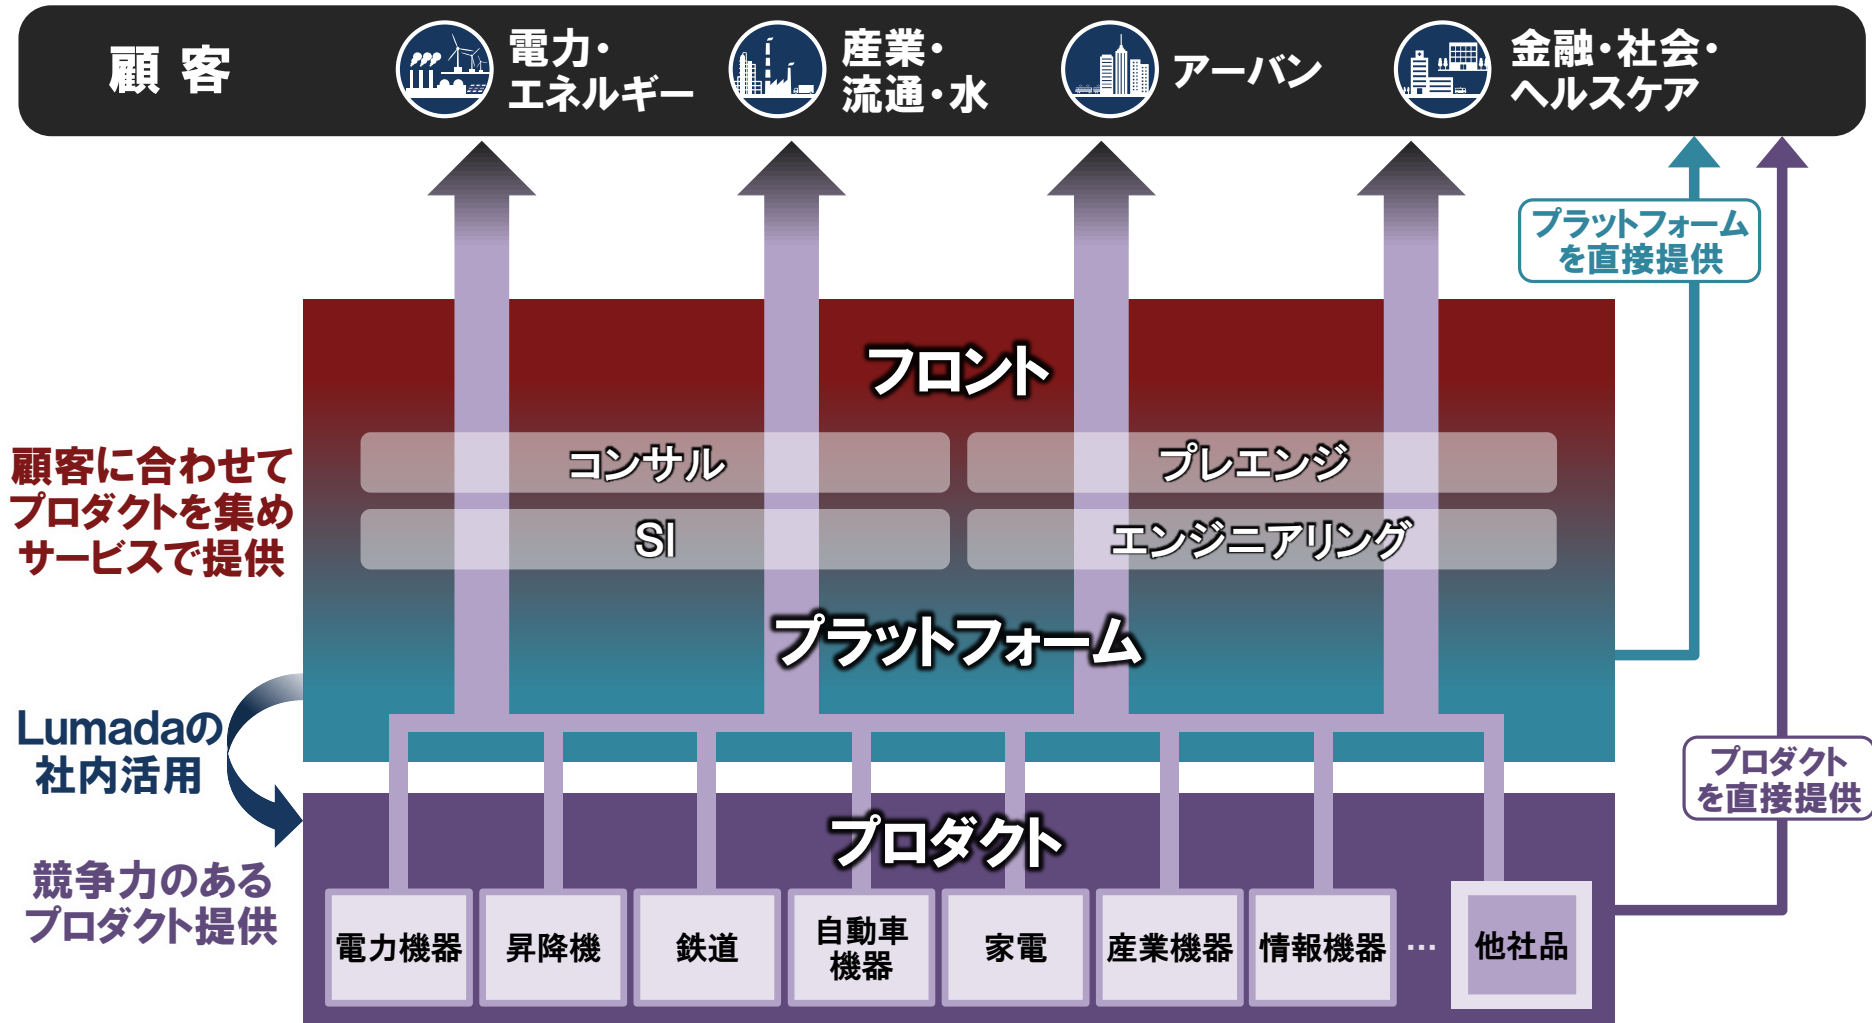 顧客
電力・
エネルギー
産業・
流通・水
アーバン
金融・社会・
ヘルスケア
プラットフォーム
を直接提供
フロント
コンサル
プレエンジ
SI
エンジニアリング
顧客に合わせて
プロダクトを集め
サービスで提供
プラットフォーム
Lumadaの
社内活用
プロダクト
を直接提供
プロダクト
競争力のある
プロダクト提供
電力機器
昇降機
鉄道
自動車
機器
家電
産業機器
情報機器
…
他社品